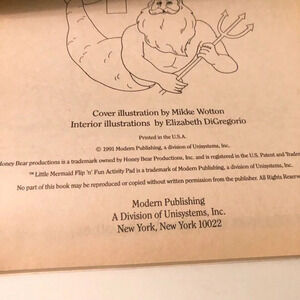 Cover illustration by Mikke Wotton
Interior illustrations by Elizabeth DiGregorio
Printed in the U.S.A.
© 1991 Modern Publishing, a division of Unisystems, Inc.
Honey Bear productions is a trademark owned by Honey Bear Productions, Inc. and is registered in the U.S. Patent and Tradem
™ Little Mermaid Flip 'n' Fun Activity Pad is a trademark of Modern Publishing, a division of Unisystems, Inc.
No part of this book may be reproduced or copied without written permission from the publisher. All Rights Reserved.
Modern Publishing
A Division of Unisystems, Inc.
New York, New York 10022